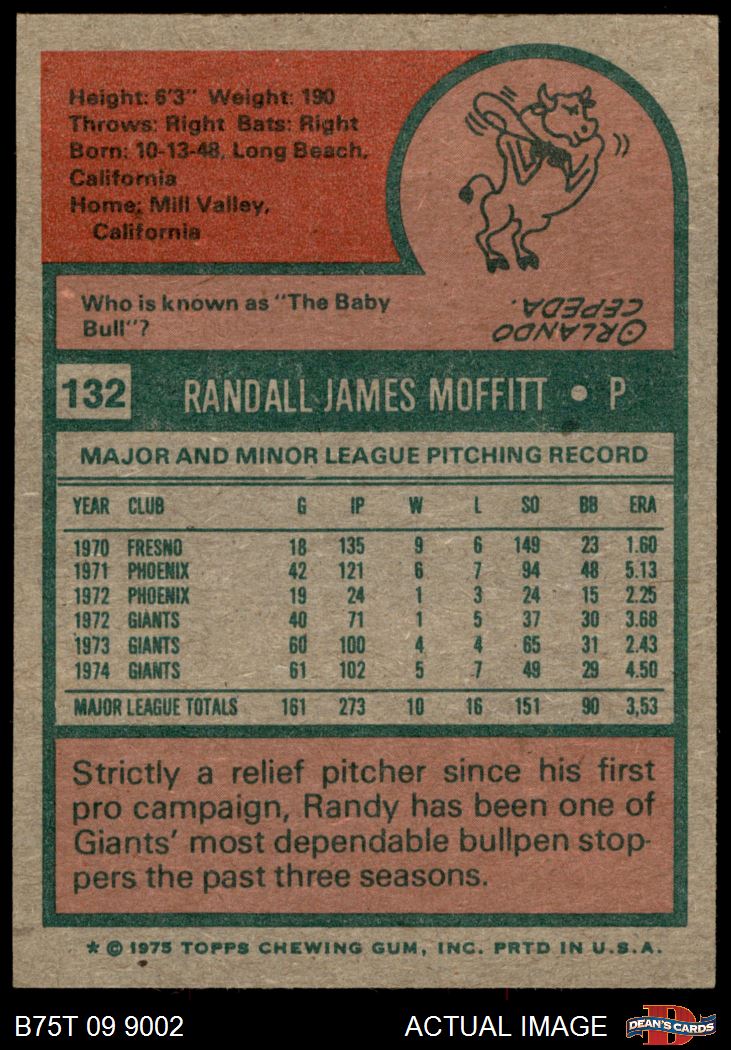 Height: 6'3" Weight: 190
Throws: Right Bats: Right
Born: 10-13-48, Long Beach,
California
Home: Mill Valley,
California
Who is known as "The Baby
Bull"?
ORLANDO
CEPEDA.
132 RANDALL JAMES MOFFITT • P
MAJOR AND MINOR LEAGUE PITCHING RECORD
YEAR CLUB G IP W L SO BB ERA
1970 FRESNO 18 135 9 6 149 23 1.60
1971 PHOENIX 42 121 6 7 94 48 5.13
1972 PHOENIX 19 24 1 3 24 15 2.25
1972 GIANTS 40 71 1 5 37 30 3.68
1973 GIANTS 60 100 4 4 65 31 2.43
1974 GIANTS 61 102 5 7 49 29 4.50
MAJOR LEAGUE TOTALS 161 273 10 16 151 90 3,53
Strictly a relief pitcher since his first
pro campaign, Randy has been one of
Giants' most dependable bullpen stop-
pers the past three seasons.
* © 1975 TOPPS CHEWING GUM, INC. PRTD IN U.S.A.
B75T 09 9002 ACTUAL IMAGE D DEAN'S CARDS